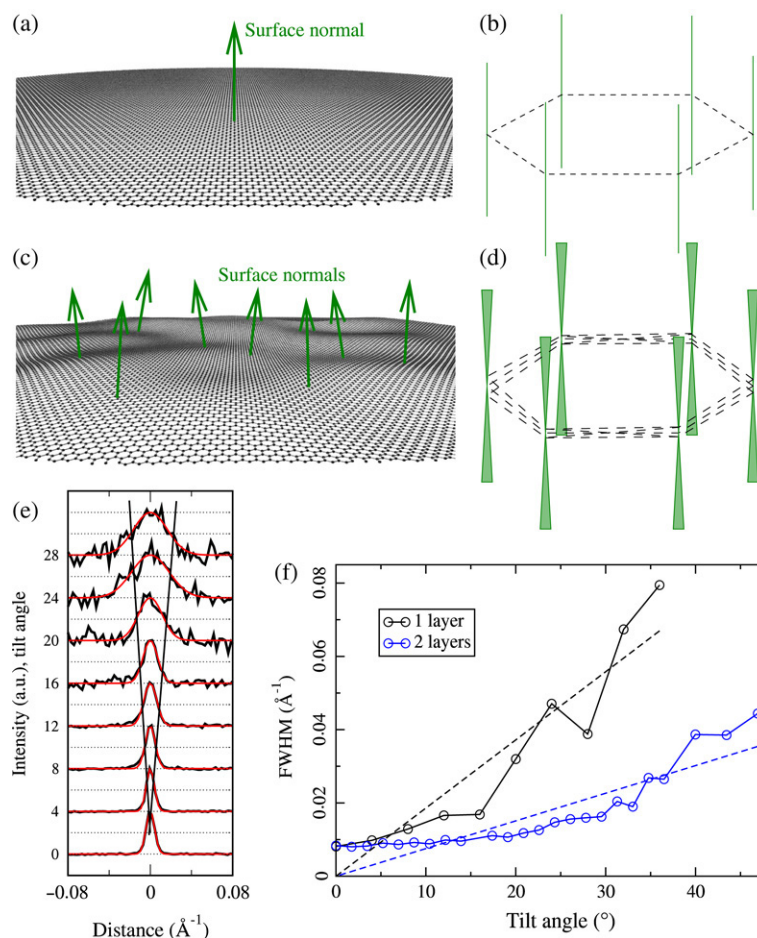 (a)
Surface normal
(b)
(c)
Surface normals
(d)
(e)
Intensity (a.u.), tilt angle
28
24
20
16
12
8
4
0
−0.08 0 0.08
Distance (Å-1)
(f)
FWHM (Å-1)
0.08
0.06
0.04
0.02
0
1 layer
2 layers
0 10 20 30 40
Tilt angle (°)